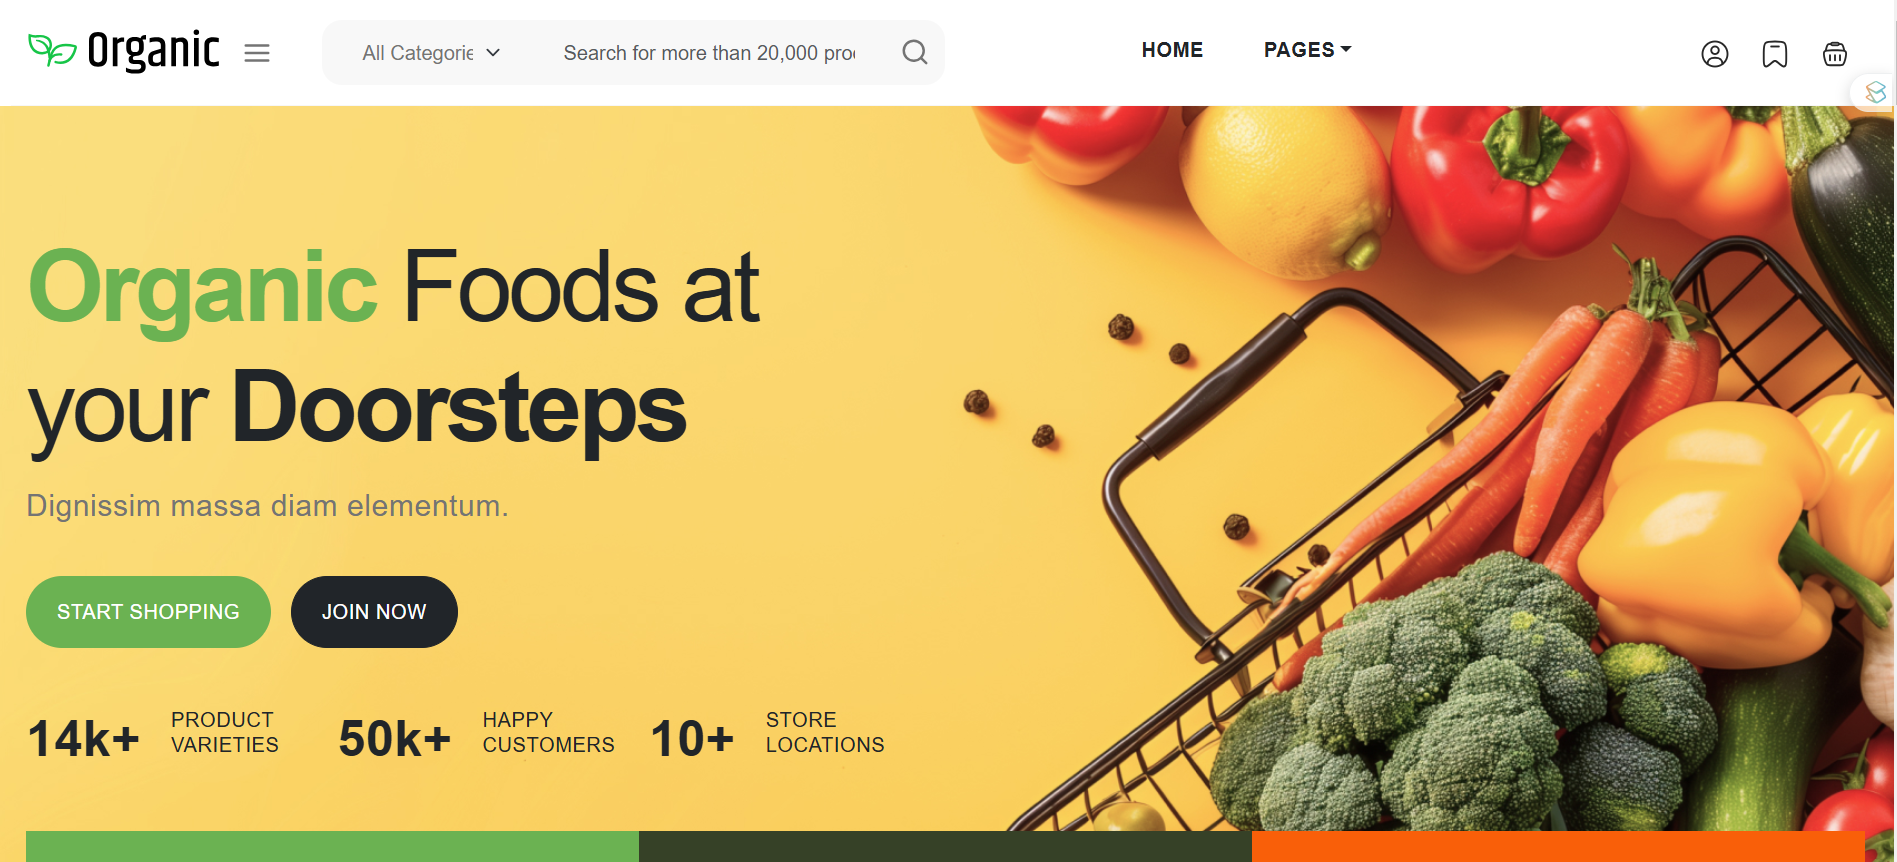 Organic
All Categorie
Search for more than 20,000 pro
HOME
PAGES
Organic Foods at
your Doorsteps
Dignissim massa diam elementum.
START SHOPPING
JOIN NOW
14k+
PRODUCT
VARIETIES
50k+
HAPPY
CUSTOMERS
10+
STORE
LOCATIONS